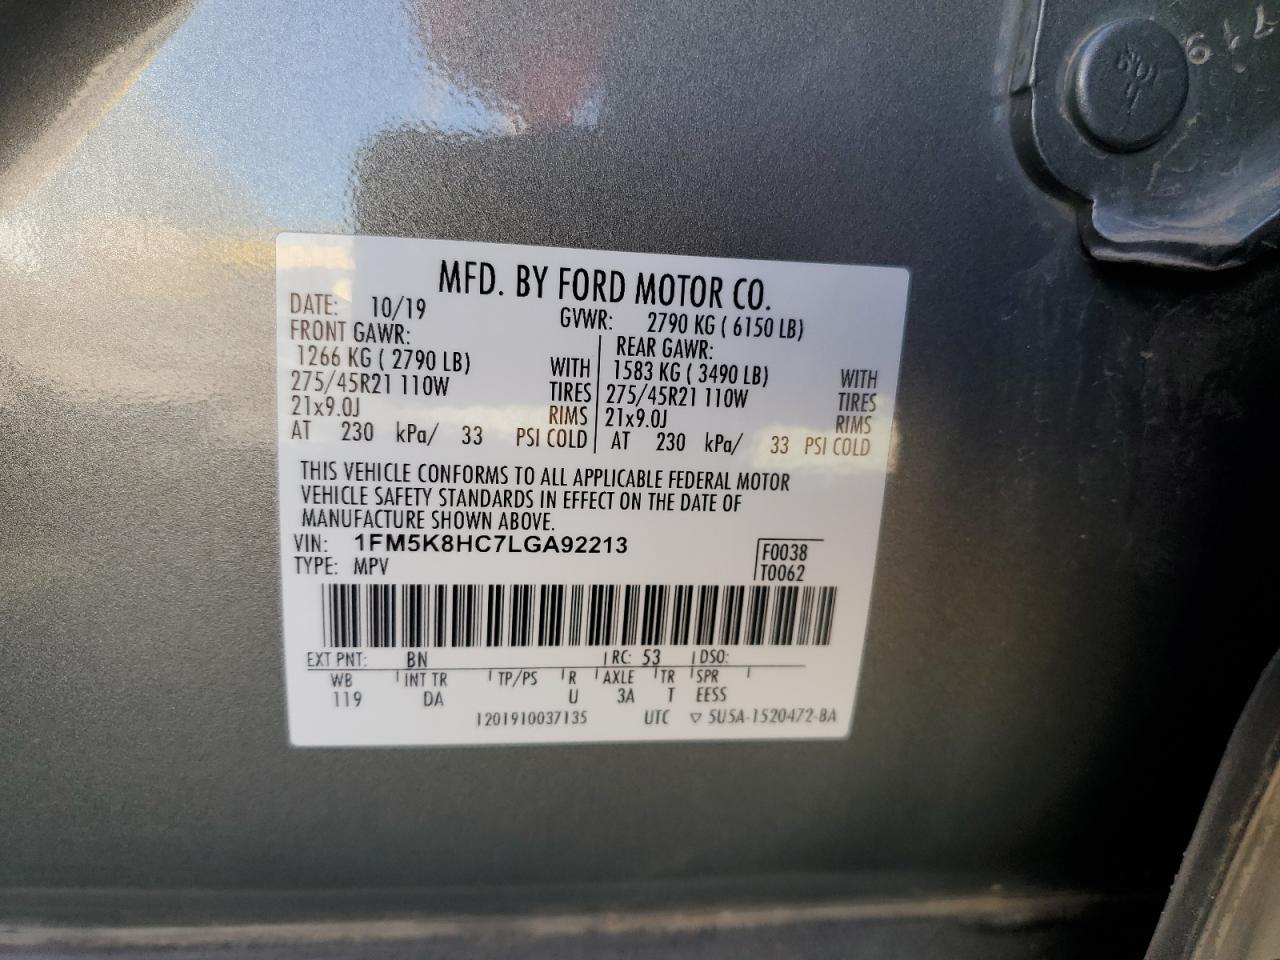 MFD. BY FORD MOTOR CO.
DATE: 10/19 GVWR: 2790 KG ( 6150 LB)
FRONT GAWR: REAR GAWR:
1266 KG ( 2790 LB) WITH 1583 KG ( 3490 LB) WITH
275/45R21 110W TIRES 275/45R21 110W TIRES
21x9.0J RIMS 21x9.0J RIMS
AT 230 kPa/ 33 PSI COLD AT 230 kPa/ 33 PSI COLD
THIS VEHICLE CONFORMS TO ALL APPLICABLE FEDERAL MOTOR
VEHICLE SAFETY STANDARDS IN EFFECT ON THE DATE OF
MANUFACTURE SHOWN ABOVE.
VIN: 1FM5K8HC7LGA92213 F0038
TYPE: MPV T0062
EXT PNT: BN RC: 53 DSO:
WB INT TR TP/PS R AXLE TR SPR
119 DA U 3A T EESS
1201910037135 UTC ▽ 5U5A-1520472-BA